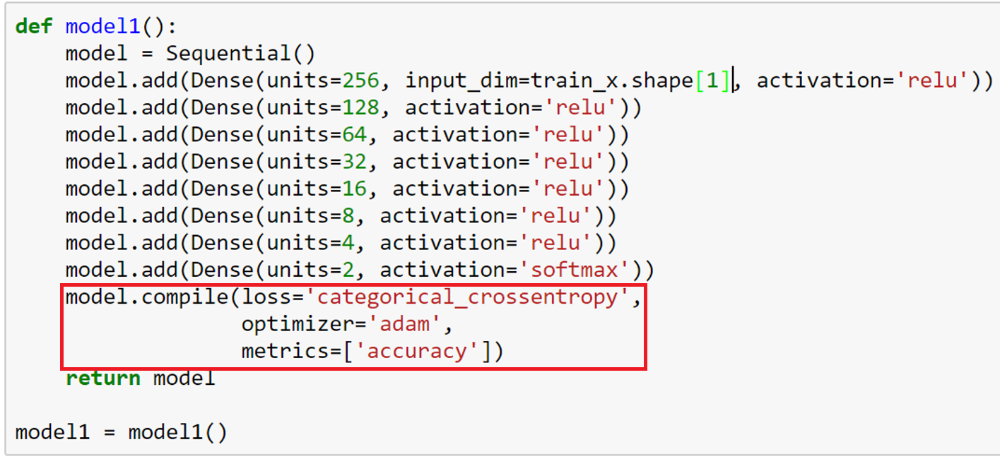 def model1():
    model = Sequential()
    model.add(Dense(units=256, input_dim=train_x.shape[1], activation='relu'))
    model.add(Dense(units=128, activation='relu'))
    model.add(Dense(units=64, activation='relu'))
    model.add(Dense(units=32, activation='relu'))
    model.add(Dense(units=16, activation='relu'))
    model.add(Dense(units=8, activation='relu'))
    model.add(Dense(units=4, activation='relu'))
    model.add(Dense(units=2, activation='softmax'))
    model.compile(loss='categorical_crossentropy',
                  optimizer='adam',
                  metrics=['accuracy'])
    return model

model1 = model1()